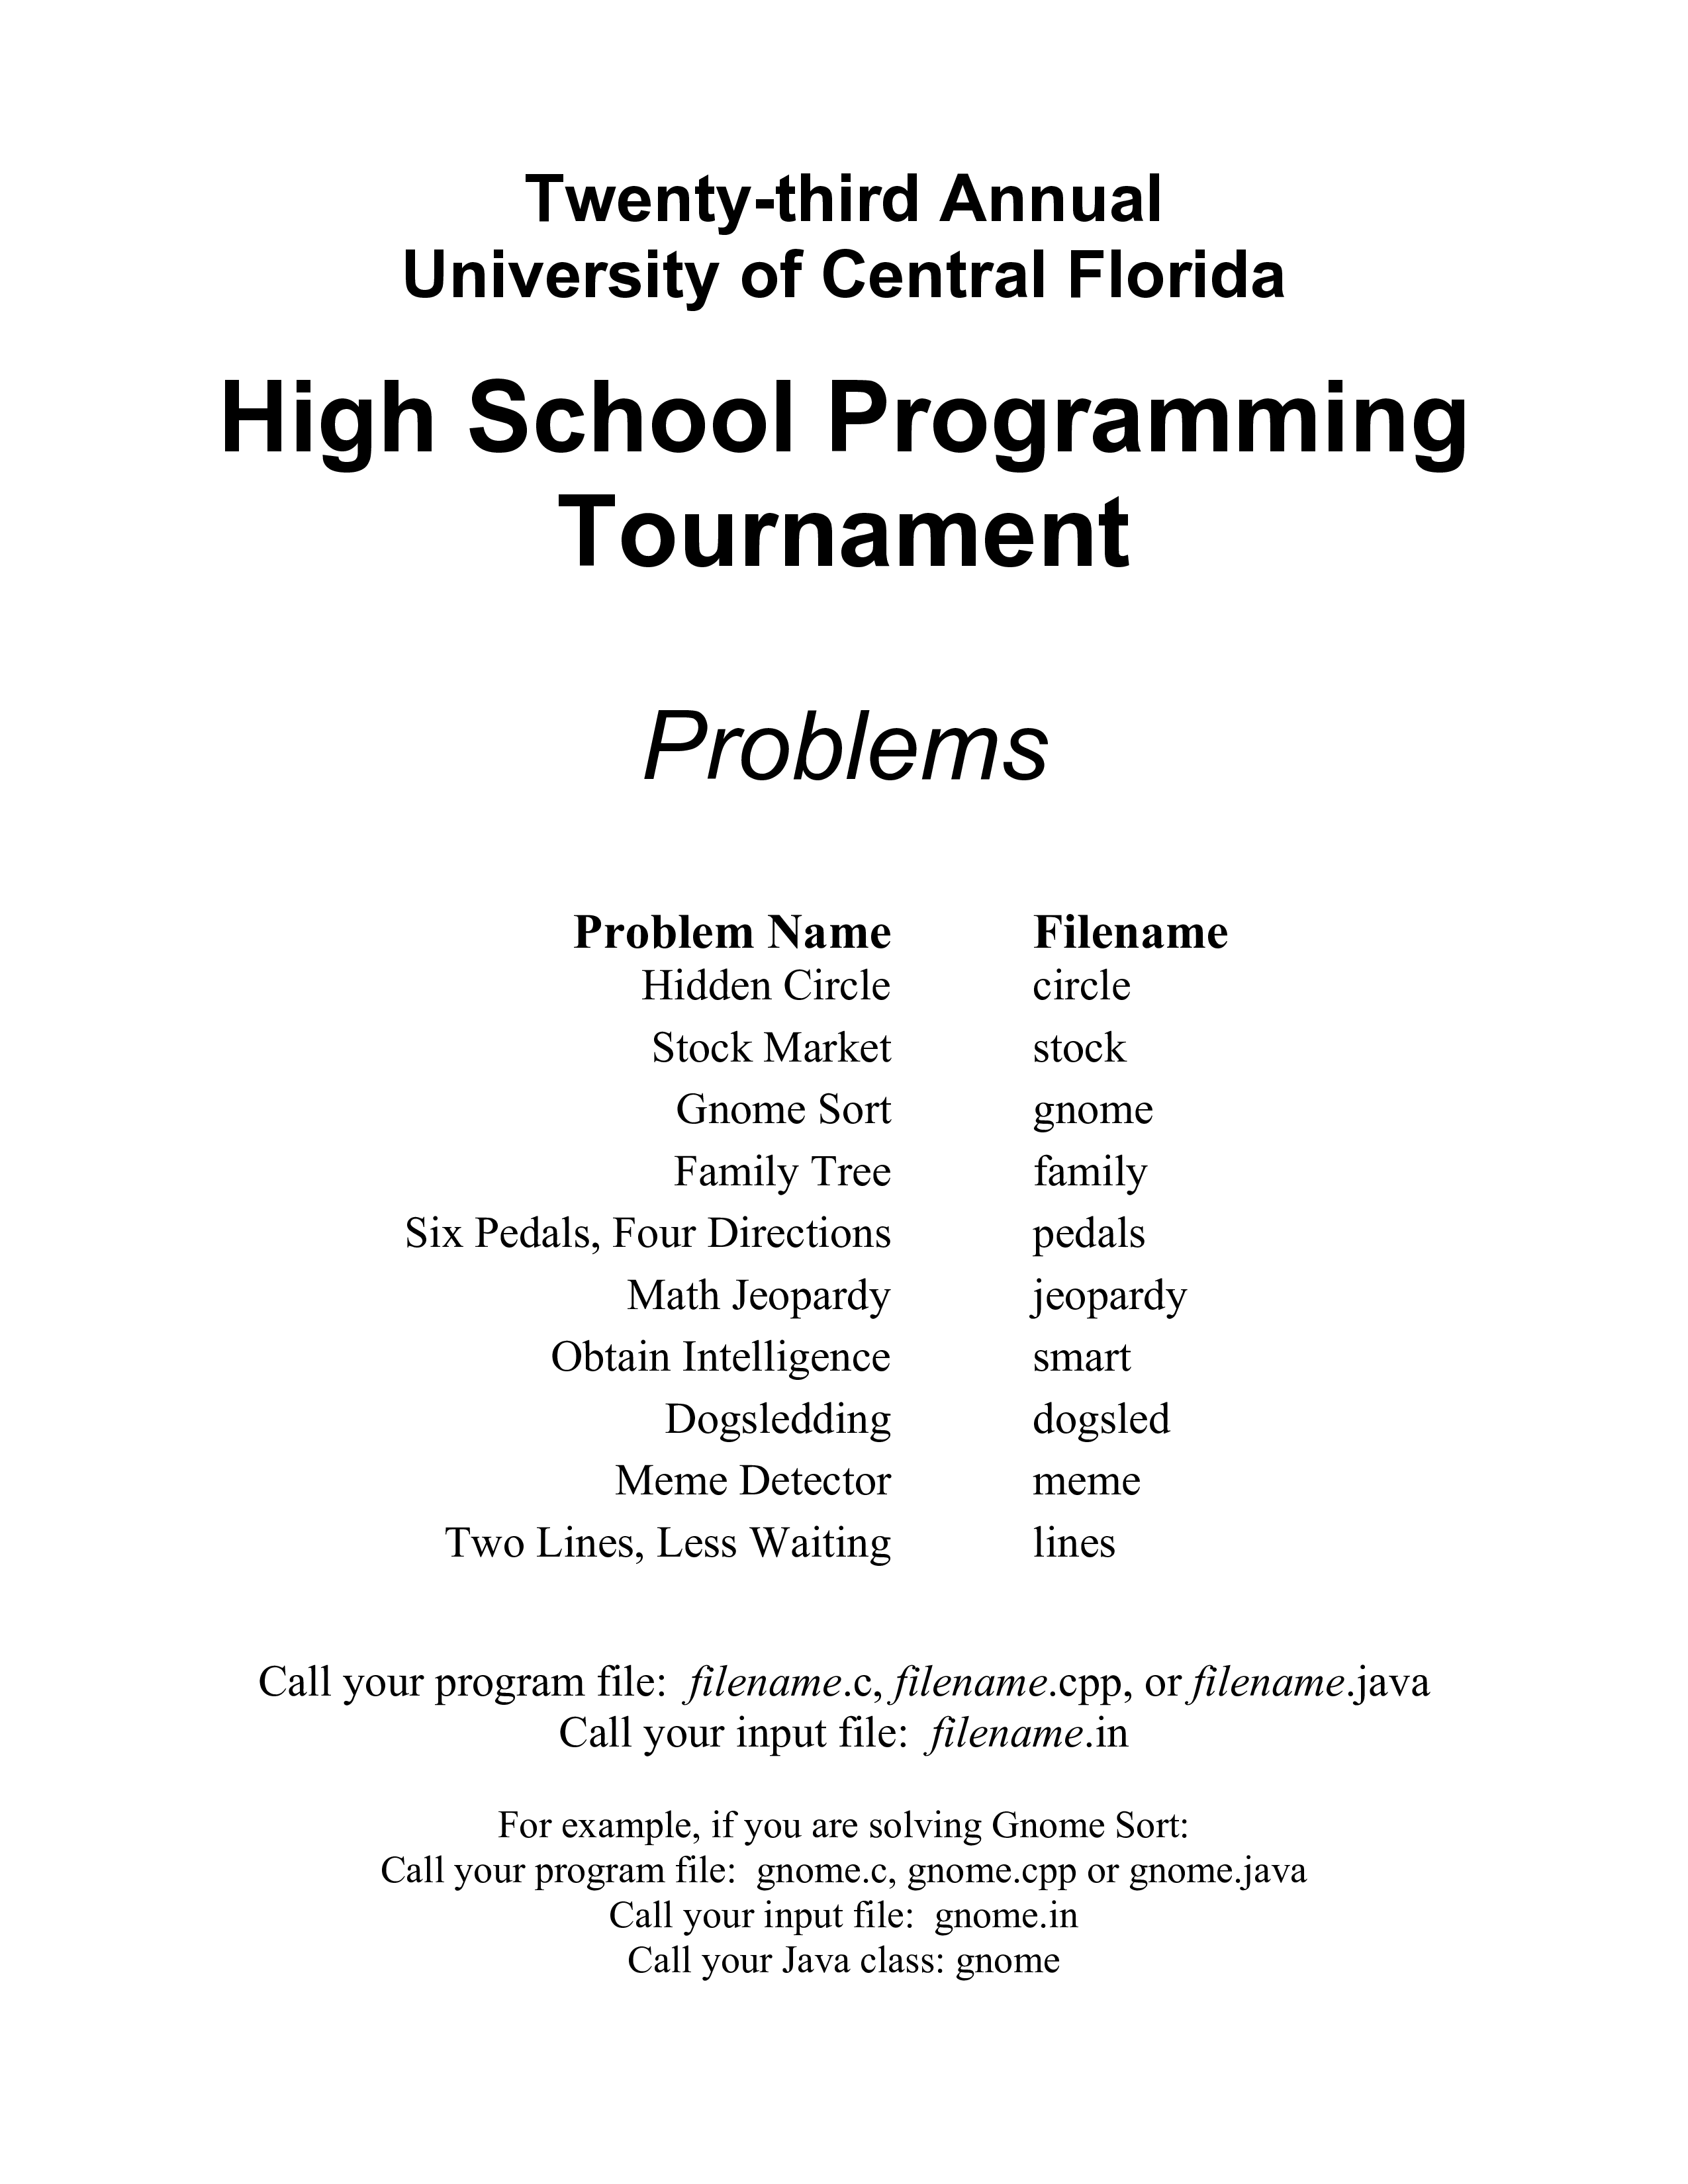 Twenty-third Annual
University of Central Florida
High School Programming
Tournament
Problems
Problem Name Filename
Hidden Circle circle
Stock Market stock
Gnome Sort gnome
Family Tree family
Six Pedals, Four Directions pedals
Math Jeopardy jeopardy
Obtain Intelligence smart
Dogsledding dogsled
Meme Detector meme
Two Lines, Less Waiting lines
Call your program file: filename.c, filename.cpp, or filename.java
Call your input file: filename.in
For example, if you are solving Gnome Sort:
Call your program file: gnome.c, gnome.cpp or gnome.java
Call your input file: gnome.in
Call your Java class: gnome